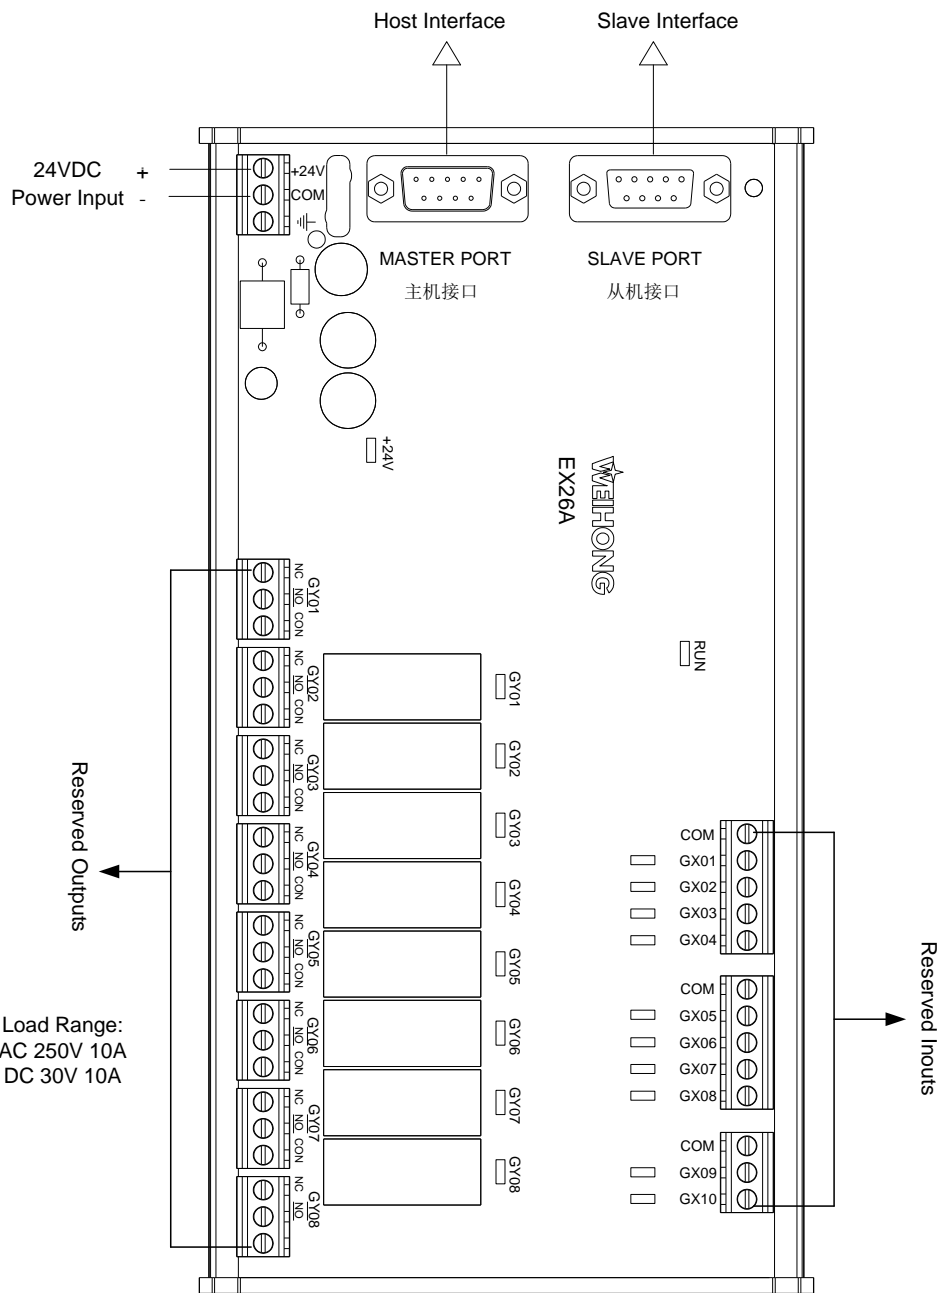 Host Interface
Slave Interface
24VDC +
Power Input -
+24V
COM
MASTER PORT
主机接口
SLAVE PORT
从机接口
+24V
WEIHONG
EX26A
RUN
NC NO CON
GY01
NC NO CON
GY02
NC NO CON
GY03
NC NO CON
GY04
NC NO CON
GY05
NC NO CON
GY06
NC NO CON
GY07
NC NO
GY08
GY01
GY02
GY03
GY04
GY05
GY06
GY07
GY08
Reserved Outputs
Load Range:
AC 250V 10A
DC 30V 10A
COM
GX01
GX02
GX03
GX04
COM
GX05
GX06
GX07
GX08
COM
GX09
GX10
Reserved Inouts